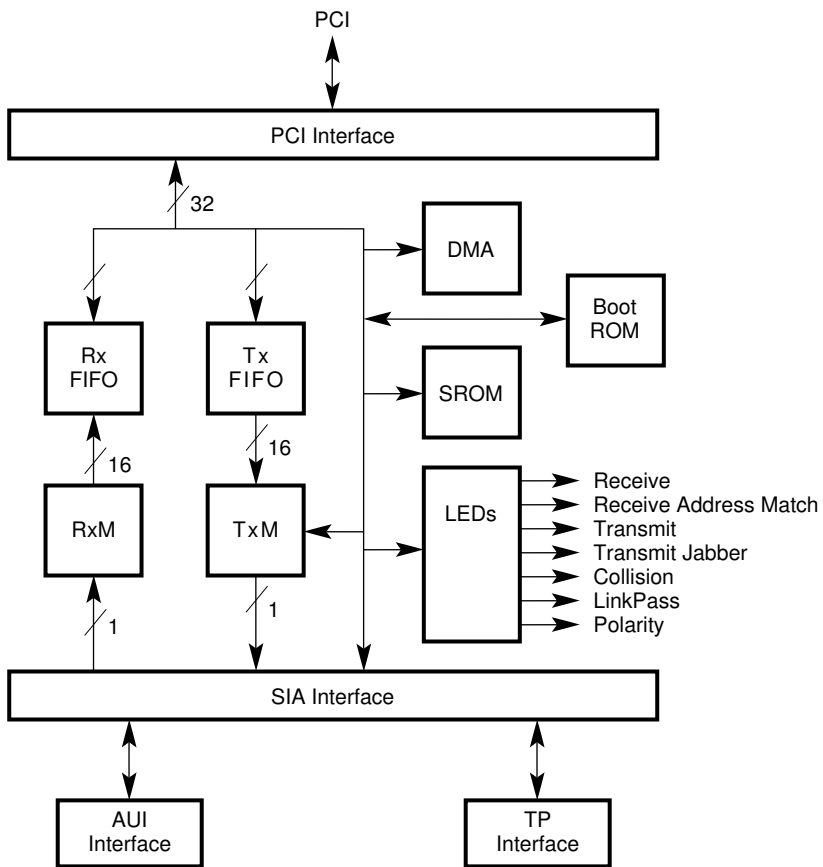 PCI
PCI Interface
32
DMA
Boot
ROM
Rx
FIFO
Tx
FIFO
SROM
16
16
RxM
TxM
LEDs
Receive
Receive Address Match
Transmit
Transmit Jabber
Collision
LinkPass
Polarity
1
1
SIA Interface
AUI
Interface
TP
Interface